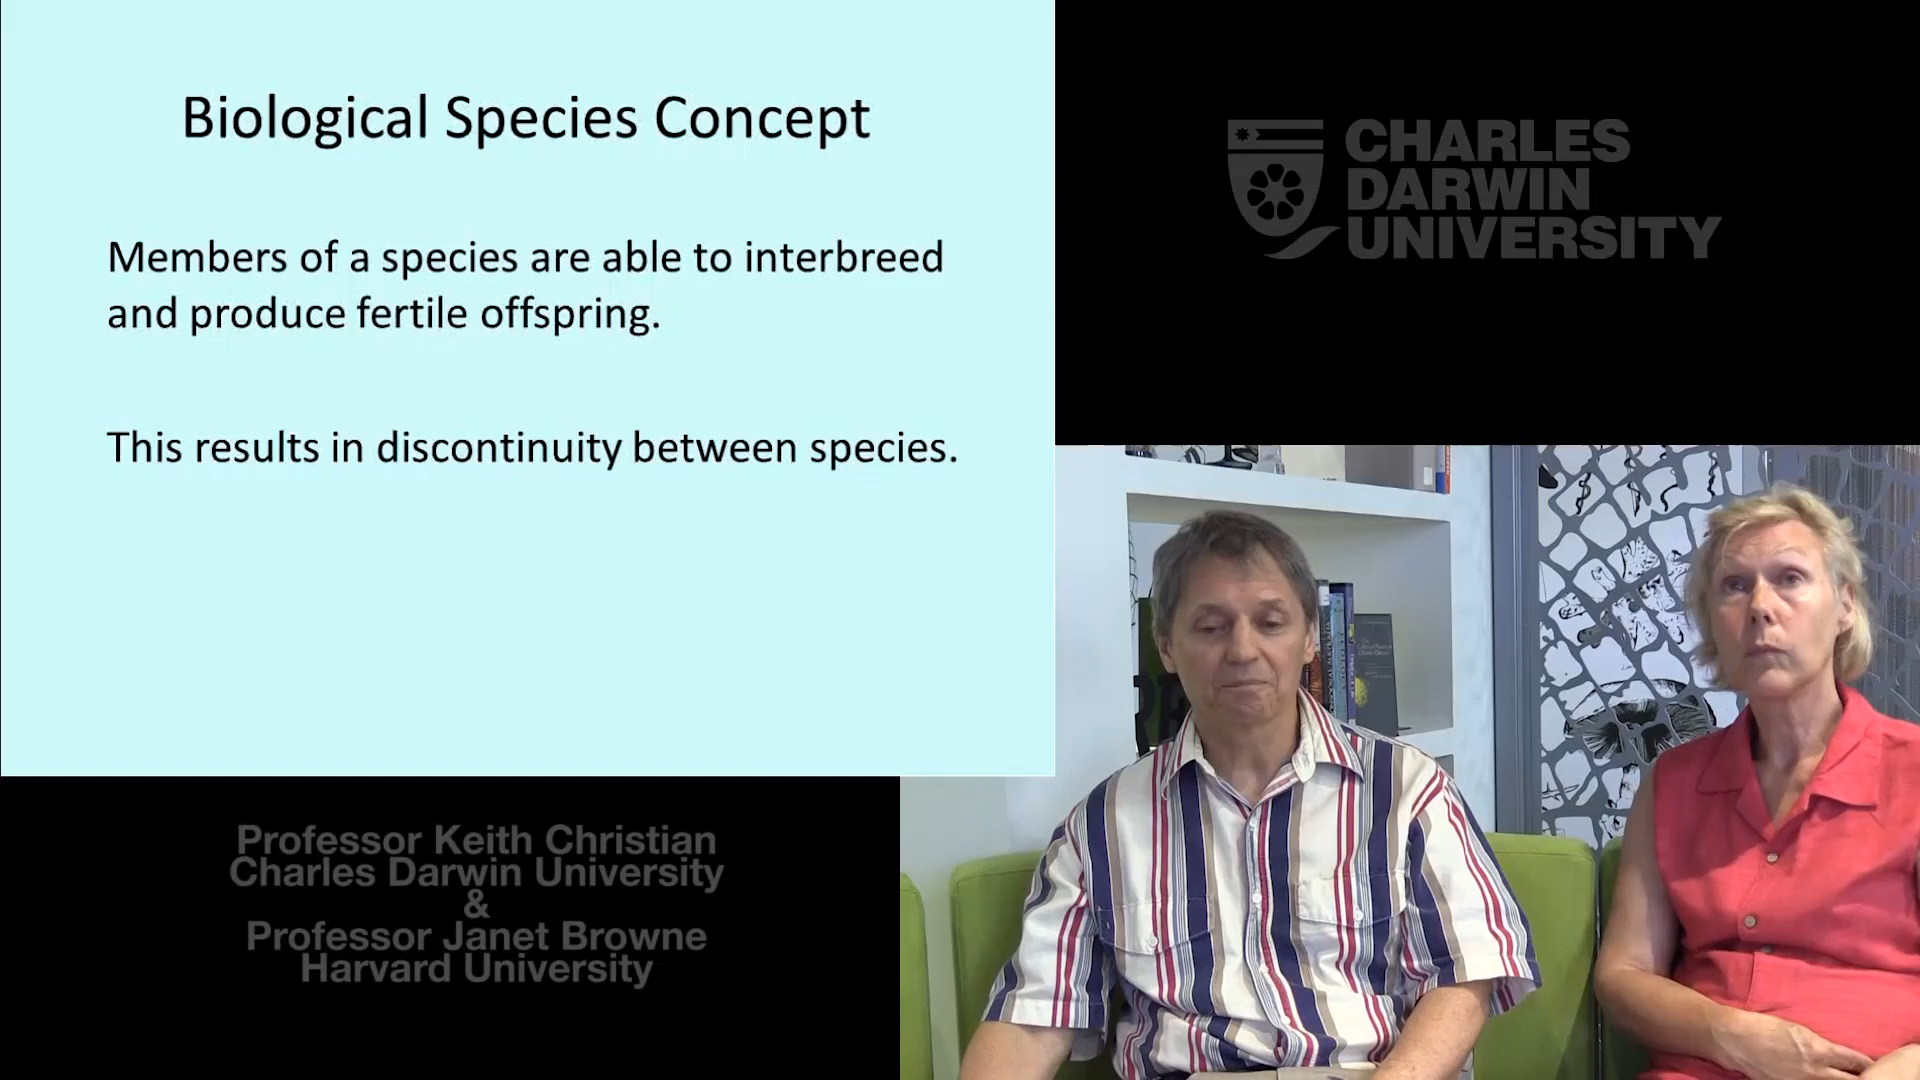 Biological Species Concept
Members of a species are able to interbreed
and produce fertile offspring.
This results in discontinuity between species.
CHARLES
DARWIN
UNIVERSITY
Professor Keith Christian
Charles Darwin University
&
Professor Janet Browne
Harvard University